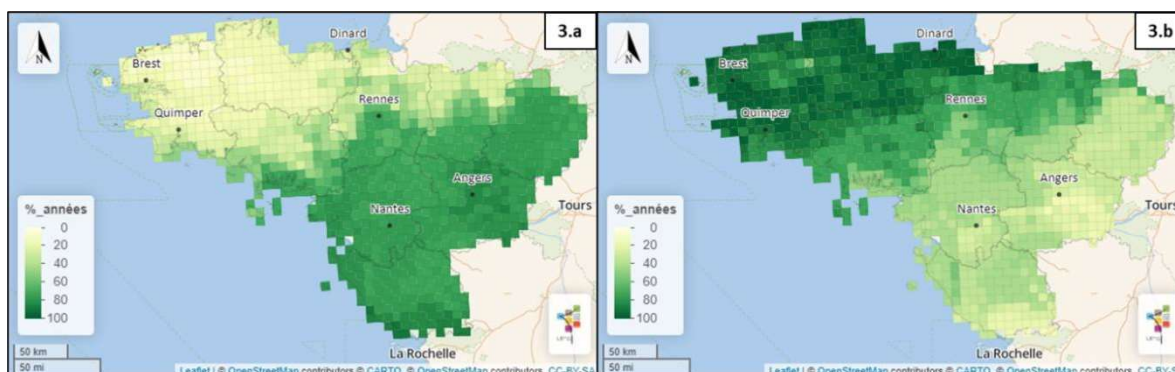 3.a
N
Dinard
Brest
Rennes
Quimper
Angers
%_années
0
20
40
60
80
100
Nantes
Tours
50 km
50 mi
La Rochelle
Leaflet | © OpenStreetMap contributors © CARTO, © OpenStreetMap contributors, CC-BY-SA
3.b
N
Dinard
Brest
Rennes
Quimper
Angers
%_années
0
20
40
60
80
100
Nantes
Tours
50 km
50 mi
La Rochelle
Leaflet | © OpenStreetMap contributors © CARTO, © OpenStreetMap contributors, CC-BY-S